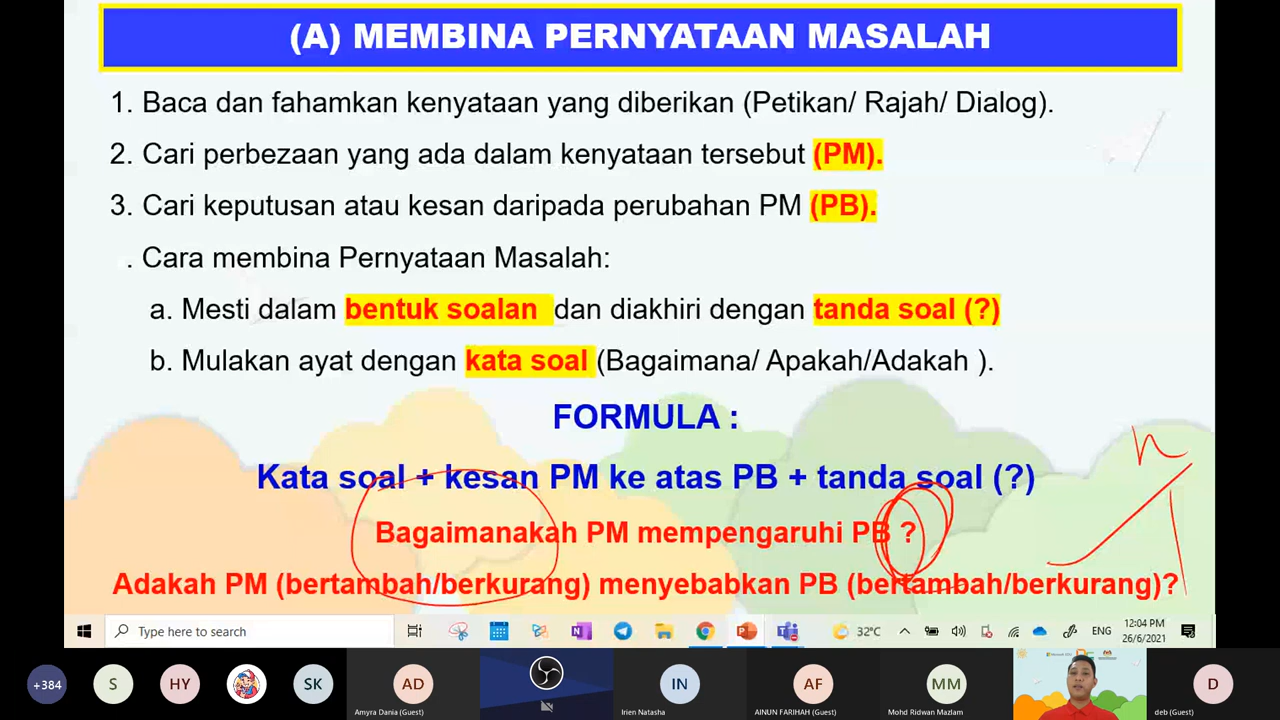 (A) MEMBINA PERNYATAAN MASALAH
1. Baca dan fahamkan kenyataan yang diberikan (Petikan/ Rajah/ Dialog).
2. Cari perbezaan yang ada dalam kenyataan tersebut (PM).
3. Cari keputusan atau kesan daripada perubahan PM (PB).
. Cara membina Pernyataan Masalah:
a. Mesti dalam bentuk soalan dan diakhiri dengan tanda soal (?)
b. Mulakan ayat dengan kata soal (Bagaimana/ Apakah/Adakah ).
FORMULA :
Kata soal + kesan PM ke atas PB + tanda soal (?)
Bagaimanakah PM mempengaruhi PB ?
Adakah PM (bertambah/berkurang) menyebabkan PB (bertambah/berkurang)?
Type here to search
32°C
ENG
12:04 PM
26/6/2021
+384
S
HY
SK
AD
IN
AF
MM
D
Amyra Dania (Guest)
Irien Natasha
AINUN FARIHAH (Guest)
Mohd Ridwan Mazlam
deb (Guest)